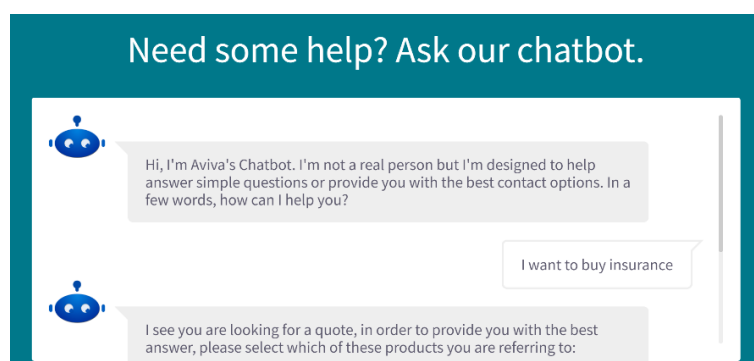 Need some help? Ask our chatbot.
Hi, I'm Aviva's Chatbot. I'm not a real person but I'm designed to help
answer simple questions or provide you with the best contact options. In a
few words, how can I help you?
I want to buy insurance
I see you are looking for a quote, in order to provide you with the best
answer, please select which of these products you are referring to: